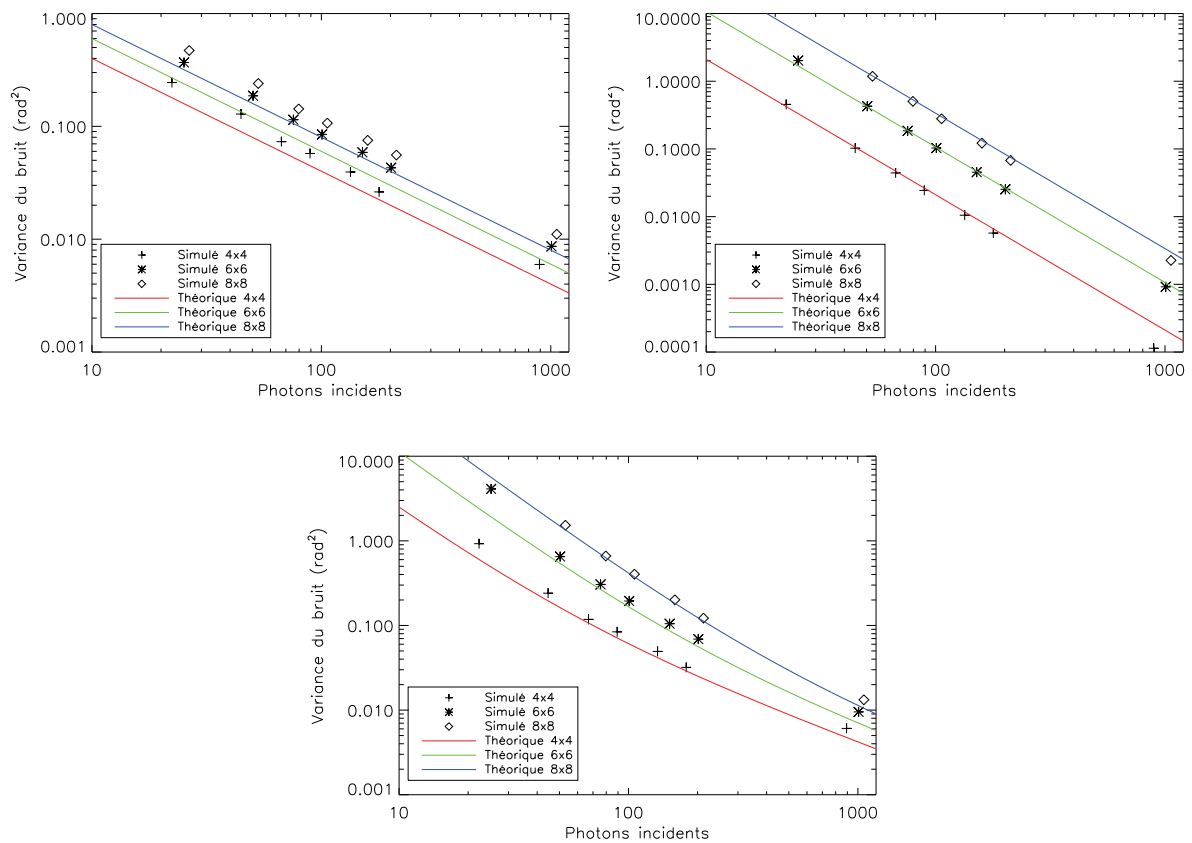 1.000
0.100
0.010
0.001
Variance du bruit (rad²)
10
100
1000
Photons incidents
Simulé 4x4
Simulé 6x6
Simulé 8x8
Théorique 4x4
Théorique 6x6
Théorique 8x8
10.0000
1.0000
0.1000
0.0100
0.0010
0.0001
Variance du bruit (rad²)
10
100
1000
Photons incidents
Simulé 4x4
Simulé 6x6
Simulé 8x8
Théorique 4x4
Théorique 6x6
Théorique 8x8
10.000
1.000
0.100
0.010
0.001
Variance du bruit (rad²)
10
100
1000
Photons incidents
Simulé 4x4
Simulé 6x6
Simulé 8x8
Théorique 4x4
Théorique 6x6
Théorique 8x8